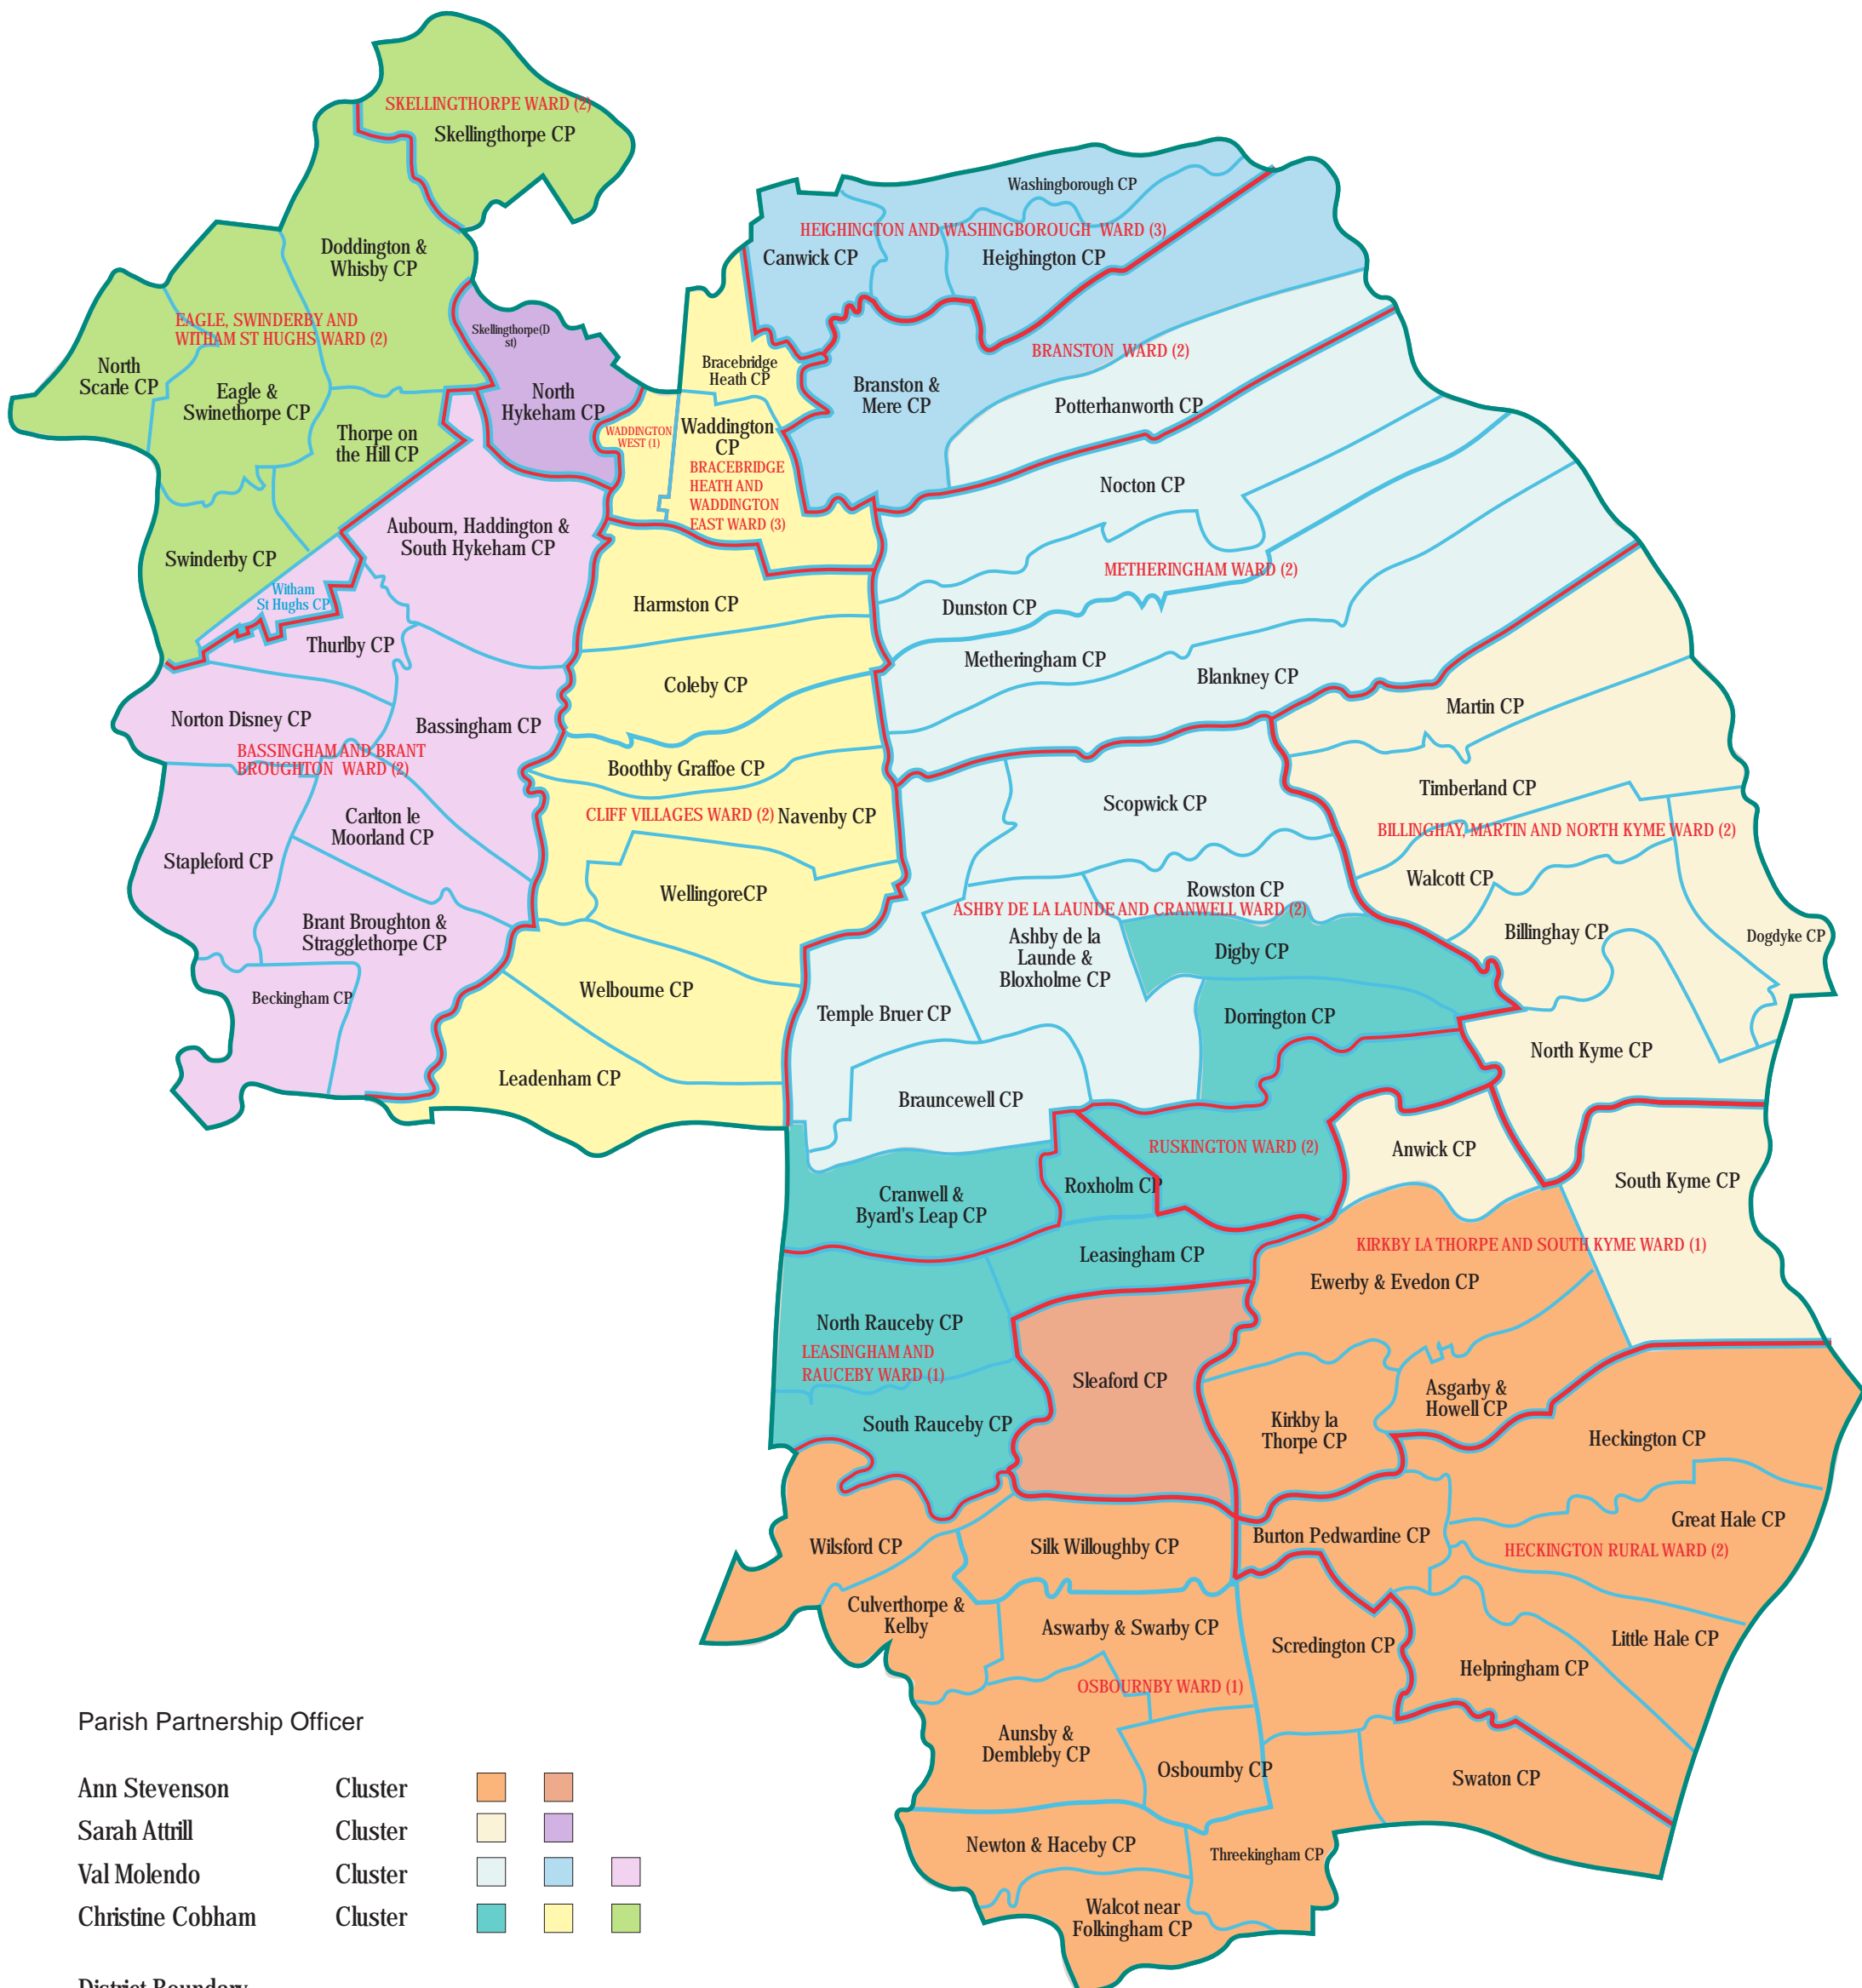 SKELLINGTHORPE WARD (2)
Skellingthorpe CP
Doddington &
Whisby CP
EAGLE, SWINDERBY AND
WITHAM ST HUGHS WARD (2)
North
Scarle CP
Eagle &
Swinethorpe CP
Thorpe on
the Hill CP
Swinderby CP
Witham
St Hughs CP
Skellingthorpe(D
st)
North
Hykeham CP
Aubourn, Haddington &
South Hykeham CP
Thurlby CP
Norton Disney CP
Bassingham CP
BASSINGHAM AND BRANT
BROUGHTON WARD (2)
Carlton le
Moorland CP
Stapleford CP
Brant Broughton &
Stragglethorpe CP
Beckingham CP
Washingborough CP
HEIGHINGTON AND WASHINGBOROUGH WARD (3)
Canwick CP
Heighington CP
Bracebridge
Heath CP
WADDINGTON
WEST (1)
Waddington
CP
BRACEBRIDGE
HEATH AND
WADDINGTON
EAST WARD (3)
Branston &
Mere CP
BRANSTON WARD (2)
Potterhanworth CP
Nocton CP
METHERINGHAM WARD (2)
Dunston CP
Metheringham CP
Blankney CP
Harmston CP
Coleby CP
Boothby Graffoe CP
CLIFF VILLAGES WARD (2)
Navenby CP
WellingoreCP
Welbourne CP
Leadenham CP
Martin CP
Timberland CP
BILLINGHAY, MARTIN AND NORTH KYME WARD (2)
Walcott CP
Billinghay CP
Dogdyke CP
North Kyme CP
Scopwick CP
Rowston CP
ASHBY DE LA LAUNDE AND CRANWELL WARD (2)
Ashby de la
Launde &
Bloxholme CP
Digby CP
Temple Bruer CP
Dorrington CP
Brauncewell CP
RUSKINGTON WARD (2)
Anwick CP
South Kyme CP
Roxholm CP
Cranwell &
Byard's Leap CP
Leasingham CP
KIRKBY LA THORPE AND SOUTH KYME WARD (1)
Ewerby & Evedon CP
North Rauceby CP
LEASINGHAM AND
RAUCEBY WARD (1)
South Rauceby CP
Sleaford CP
Asgarby &
Howell CP
Kirkby la
Thorpe CP
Heckington CP
Great Hale CP
HECKINGTON RURAL WARD (2)
Burton Pedwardine CP
Wilsford CP
Silk Willoughby CP
Culverthorpe &
Kelby
Aswarby & Swarby CP
Scredington CP
Little Hale CP
Helpringham CP
OSBOURNBY WARD (1)
Aunsby &
Dembleby CP
Osbournby CP
Swaton CP
Newton & Haceby CP
Threekingham CP
Walcot near
Folkingham CP
Parish Partnership Officer
Ann Stevenson Cluster
Sarah Attrill Cluster
Val Molendo Cluster
Christine Cobham Cluster
District Boundary